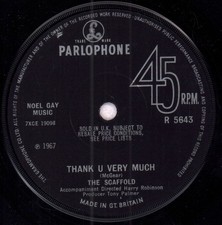 PARLOPHONE
45
R.P.M.
R 5643
NOEL GAY
MUSIC
7XCE 18090
SOLD IN U.K. SUBJECT TO
RESALE PRICE CONDITIONS,
SEE PRICE LISTS
℗ 1967
THANK U VERY MUCH
(McGear)
THE SCAFFOLD
Accompaniment Directed Harry Robinson
Producer Tony Palmer
MADE IN GT. BRITAIN